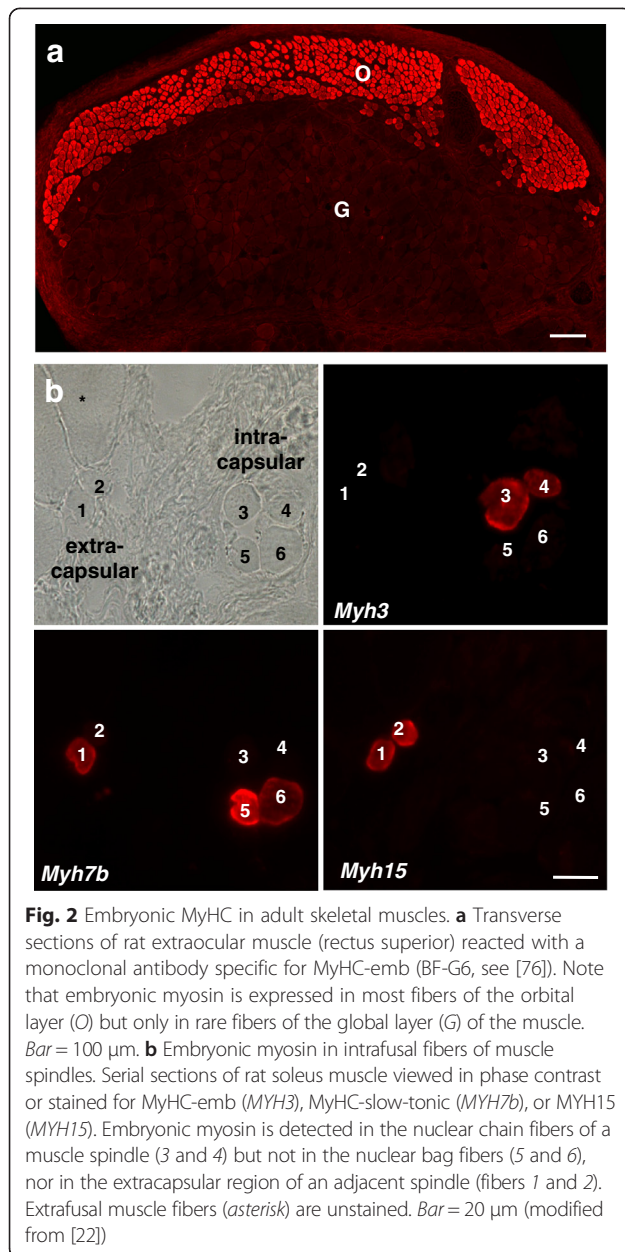 a
O
G
b
*
intra-
capsular
2
1
3
4
5
6
extra-
capsular
2
1
3
4
5
6
Myh3
2
1
3
4
5
6
Myh7b
2
1
3
4
5
6
Myh15
Fig. 2 Embryonic MyHC in adult skeletal muscles. a Transverse
sections of rat extraocular muscle (rectus superior) reacted with a
monoclonal antibody specific for MyHC-emb (BF-G6, see [76]). Note
that embryonic myosin is expressed in most fibers of the orbital
layer (O) but only in rare fibers of the global layer (G) of the muscle.
Bar = 100 μm. b Embryonic myosin in intrafusal fibers of muscle
spindles. Serial sections of rat soleus muscle viewed in phase contrast
or stained for MyHC-emb (MYH3), MyHC-slow-tonic (MYH7b), or MYH15
(MYH15). Embryonic myosin is detected in the nuclear chain fibers of a
muscle spindle (3 and 4) but not in the nuclear bag fibers (5 and 6),
nor in the extracapsular region of an adjacent spindle (fibers 1 and 2).
Extrafusal muscle fibers (asterisk) are unstained. Bar = 20 μm (modified
from [22])